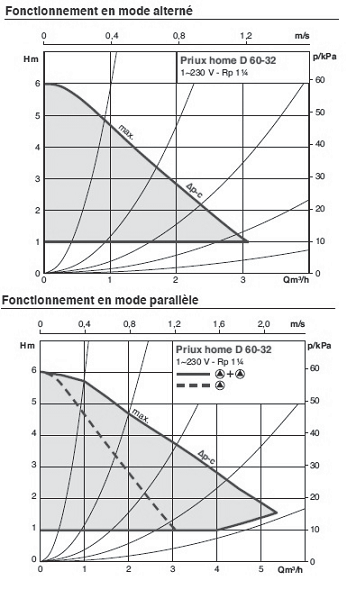 Fonctionnement en mode alterné
0 0,4 0,8 1,2 m/s
Hm p/kPa
Priux home D 60-32
1~230 V - Rp 1¼
6
5
4
3
2
1
0
60
50
40
30
20
10
0
max.
Δp-c
0 1 2 3 Qm³/h
Fonctionnement en mode parallèle
0 0,4 0,8 1,2 1,6 2,0 m/s
Hm p/kPa
Priux home D 60-32
1~230 V - Rp 1¼
+
6
5
4
3
2
1
0
60
50
40
30
20
10
0
max.
Δp-c
0 1 2 3 4 5 Qm³/h